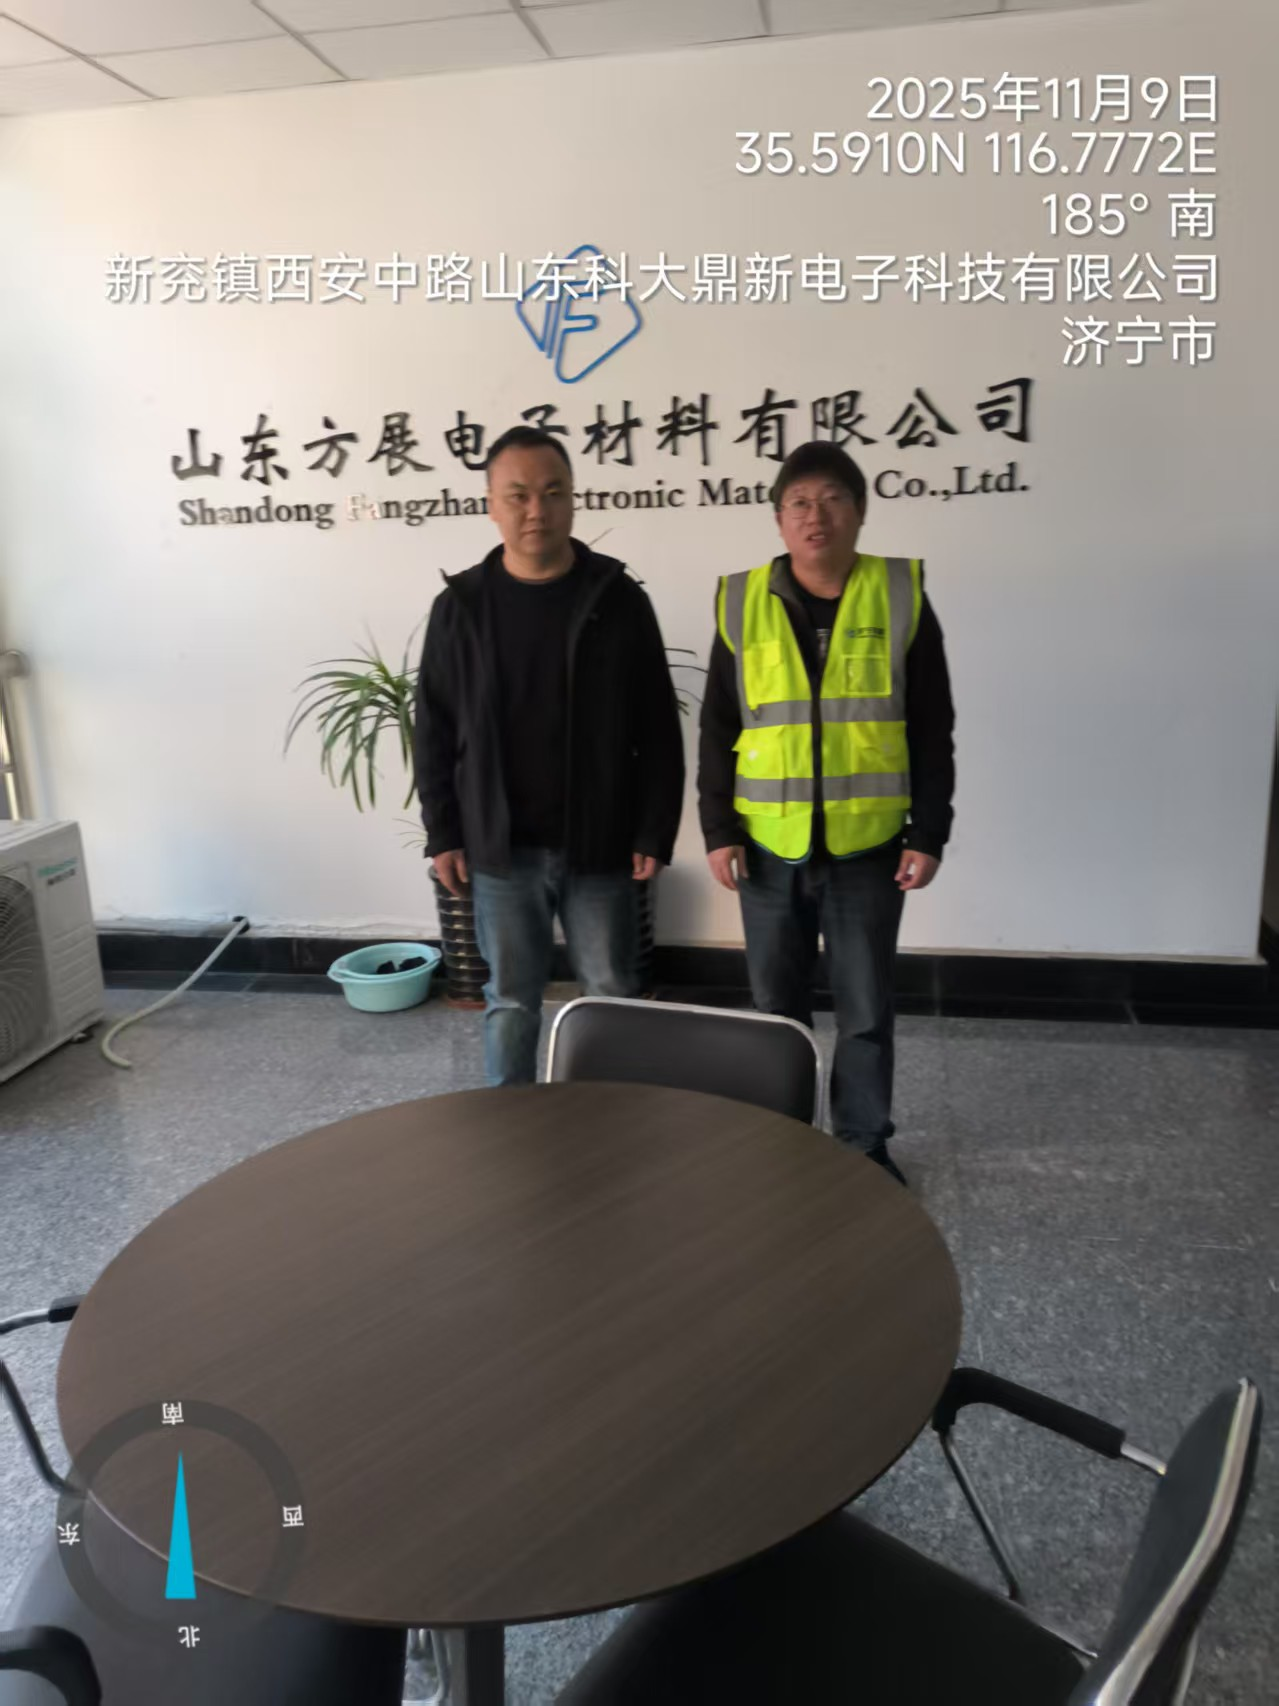 2025年11月9日
35.5910N 116.7772E
185° 南
新兖镇西安中路山东科大鼎新电子科技有限公司
济宁市
山东方展电子材料有限公司
Shandong Fangzhan ctronic Mate Co.,Ltd.
Hisense
南
东
西
北